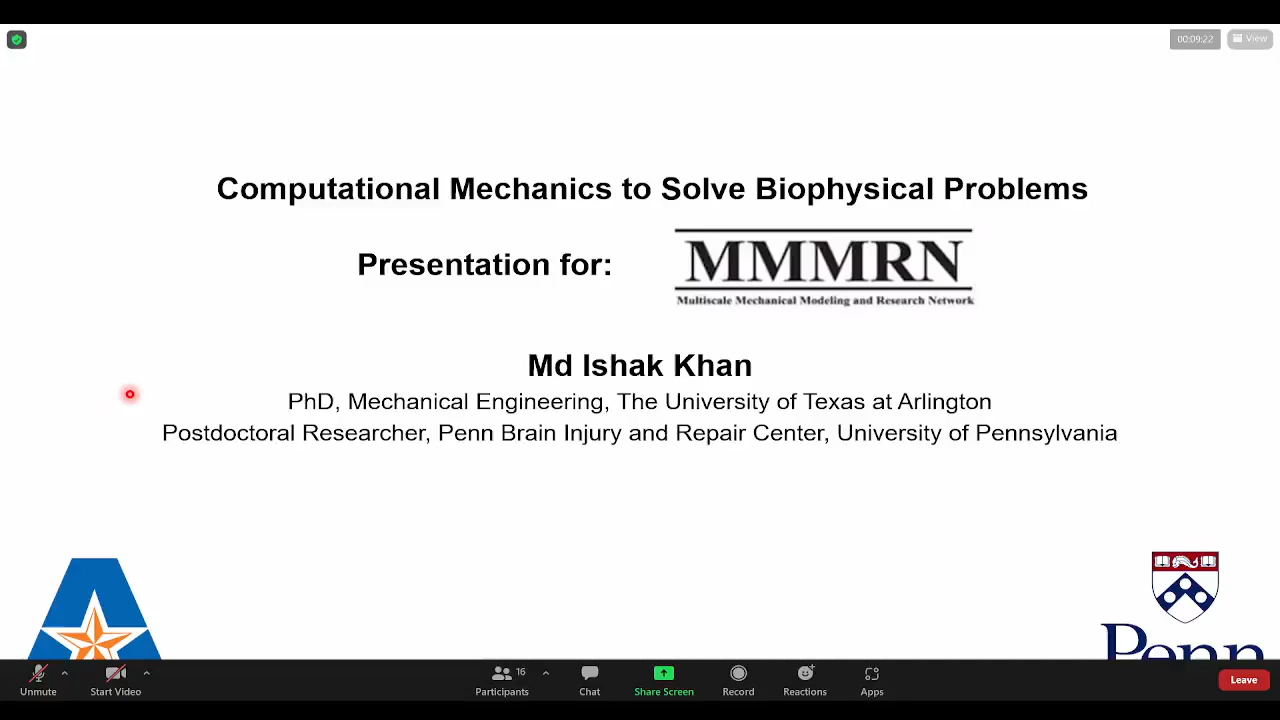 00:09:22
View
Computational Mechanics to Solve Biophysical Problems
Presentation for:
MMMRN
Multiscale Mechanical Modeling and Research Network
Md Ishak Khan
PhD, Mechanical Engineering, The University of Texas at Arlington
Postdoctoral Researcher, Penn Brain Injury and Repair Center, University of Pennsylvania
Penn
16
Unmute
Start Video
Participants
Chat
Share Screen
Record
Reactions
Apps
Leave